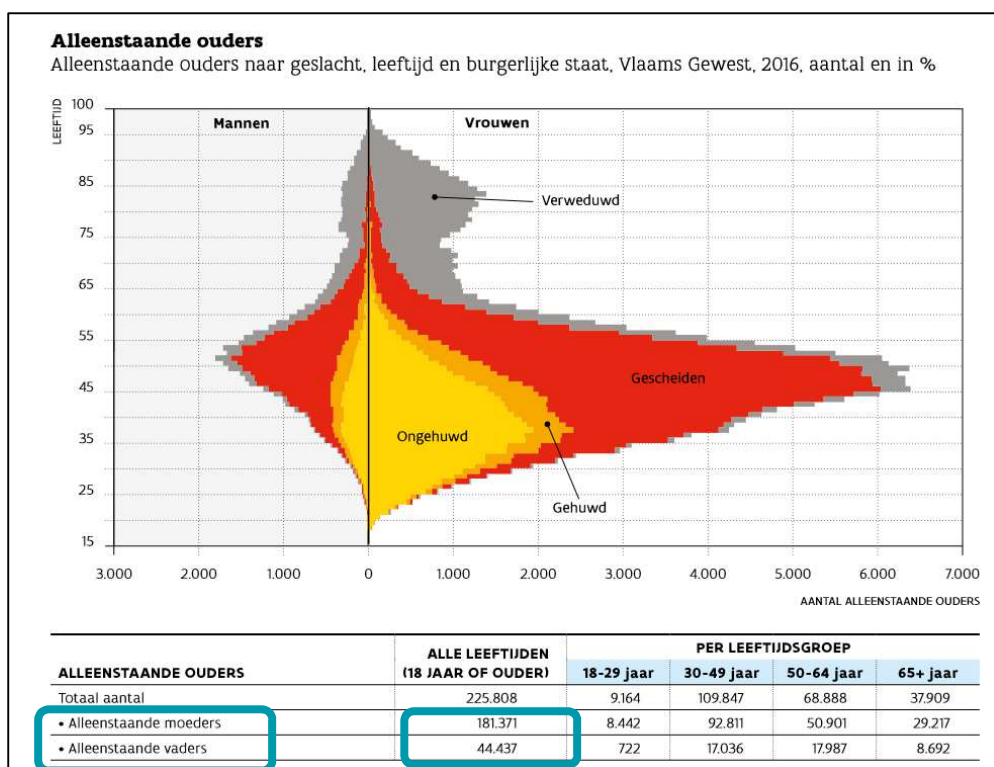 Alleenstaande ouders
Alleenstaande ouders naar geslacht, leeftijd en burgerlijke staat, Vlaams Gewest, 2016, aantal en in %
LEEFTIJD
100
95
85
75
65
55
45
35
25
15
Mannen
Vrouwen
Verweduwd
Gescheiden
Ongehuwd
Gehuwd
3.000 2.000 1.000 0 1.000 2.000 3.000 4.000 5.000 6.000 7.000
AANTAL ALLEENSTAANDE OUDERS
ALLEENSTAANDE OUDERS ALLE LEEFTIJDEN (18 JAAR OF OUDER) PER LEEFTIJDSGROEP
18-29 jaar 30-49 jaar 50-64 jaar 65+ jaar
Totaal aantal 225.808 9.164 109.847 68.888 37.909
• Alleenstaande moeders 181.371 8.442 92.811 50.901 29.217
• Alleenstaande vaders 44.437 722 17.036 17.987 8.692